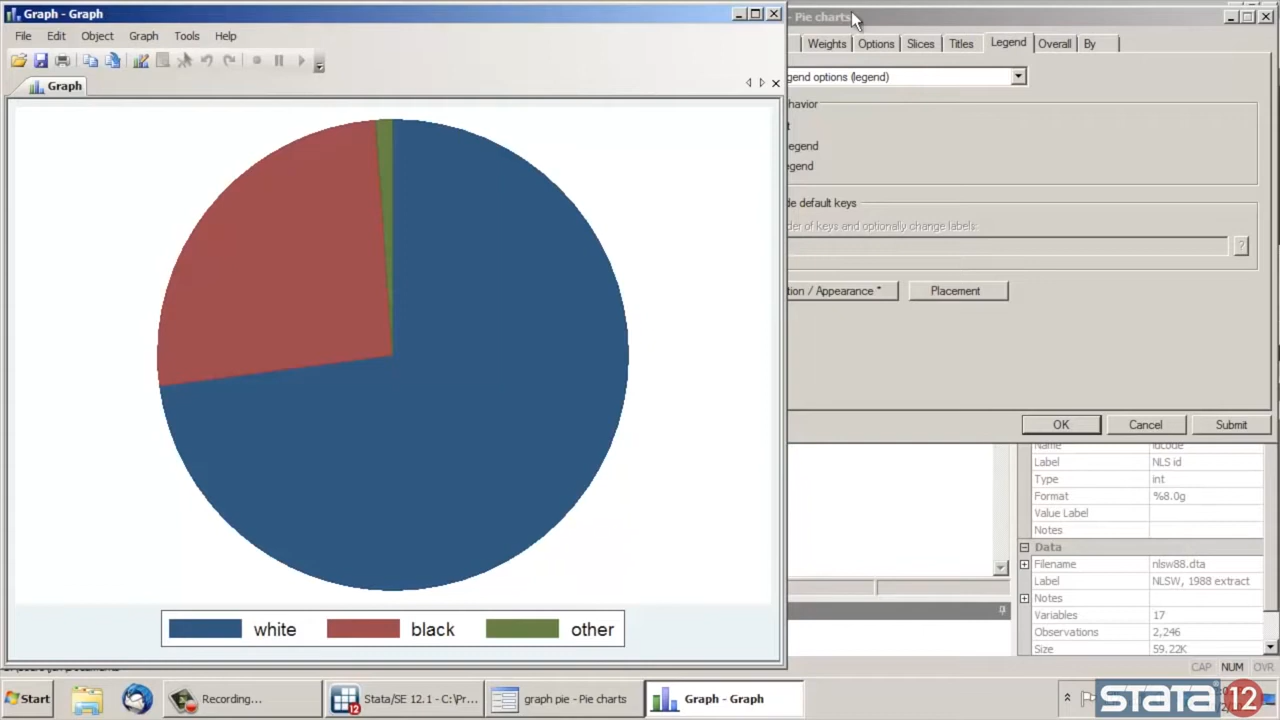 Graph - Graph
File Edit Object Graph Tools Help
Graph
white black other
- Pie charts
Weights Options Slices Titles Legend Overall By
gend options (legend)
havior
t
egend
egend
de default keys
der of keys and optionally change labels:
?
tion / Appearance * Placement
OK Cancel Submit
Name idcode
Label NLS id
Type int
Format %8.0g
Value Label
Notes
Data
Filename nlsw88.dta
Label NLSW, 1988 extract
Notes
Variables 17
Observations 2,246
Size 59.22K
CAP NUM OVR
Start Recording... Stata/SE 12.1 - C:\Pr... graph pie - Pie charts Graph - Graph
12
stata 12